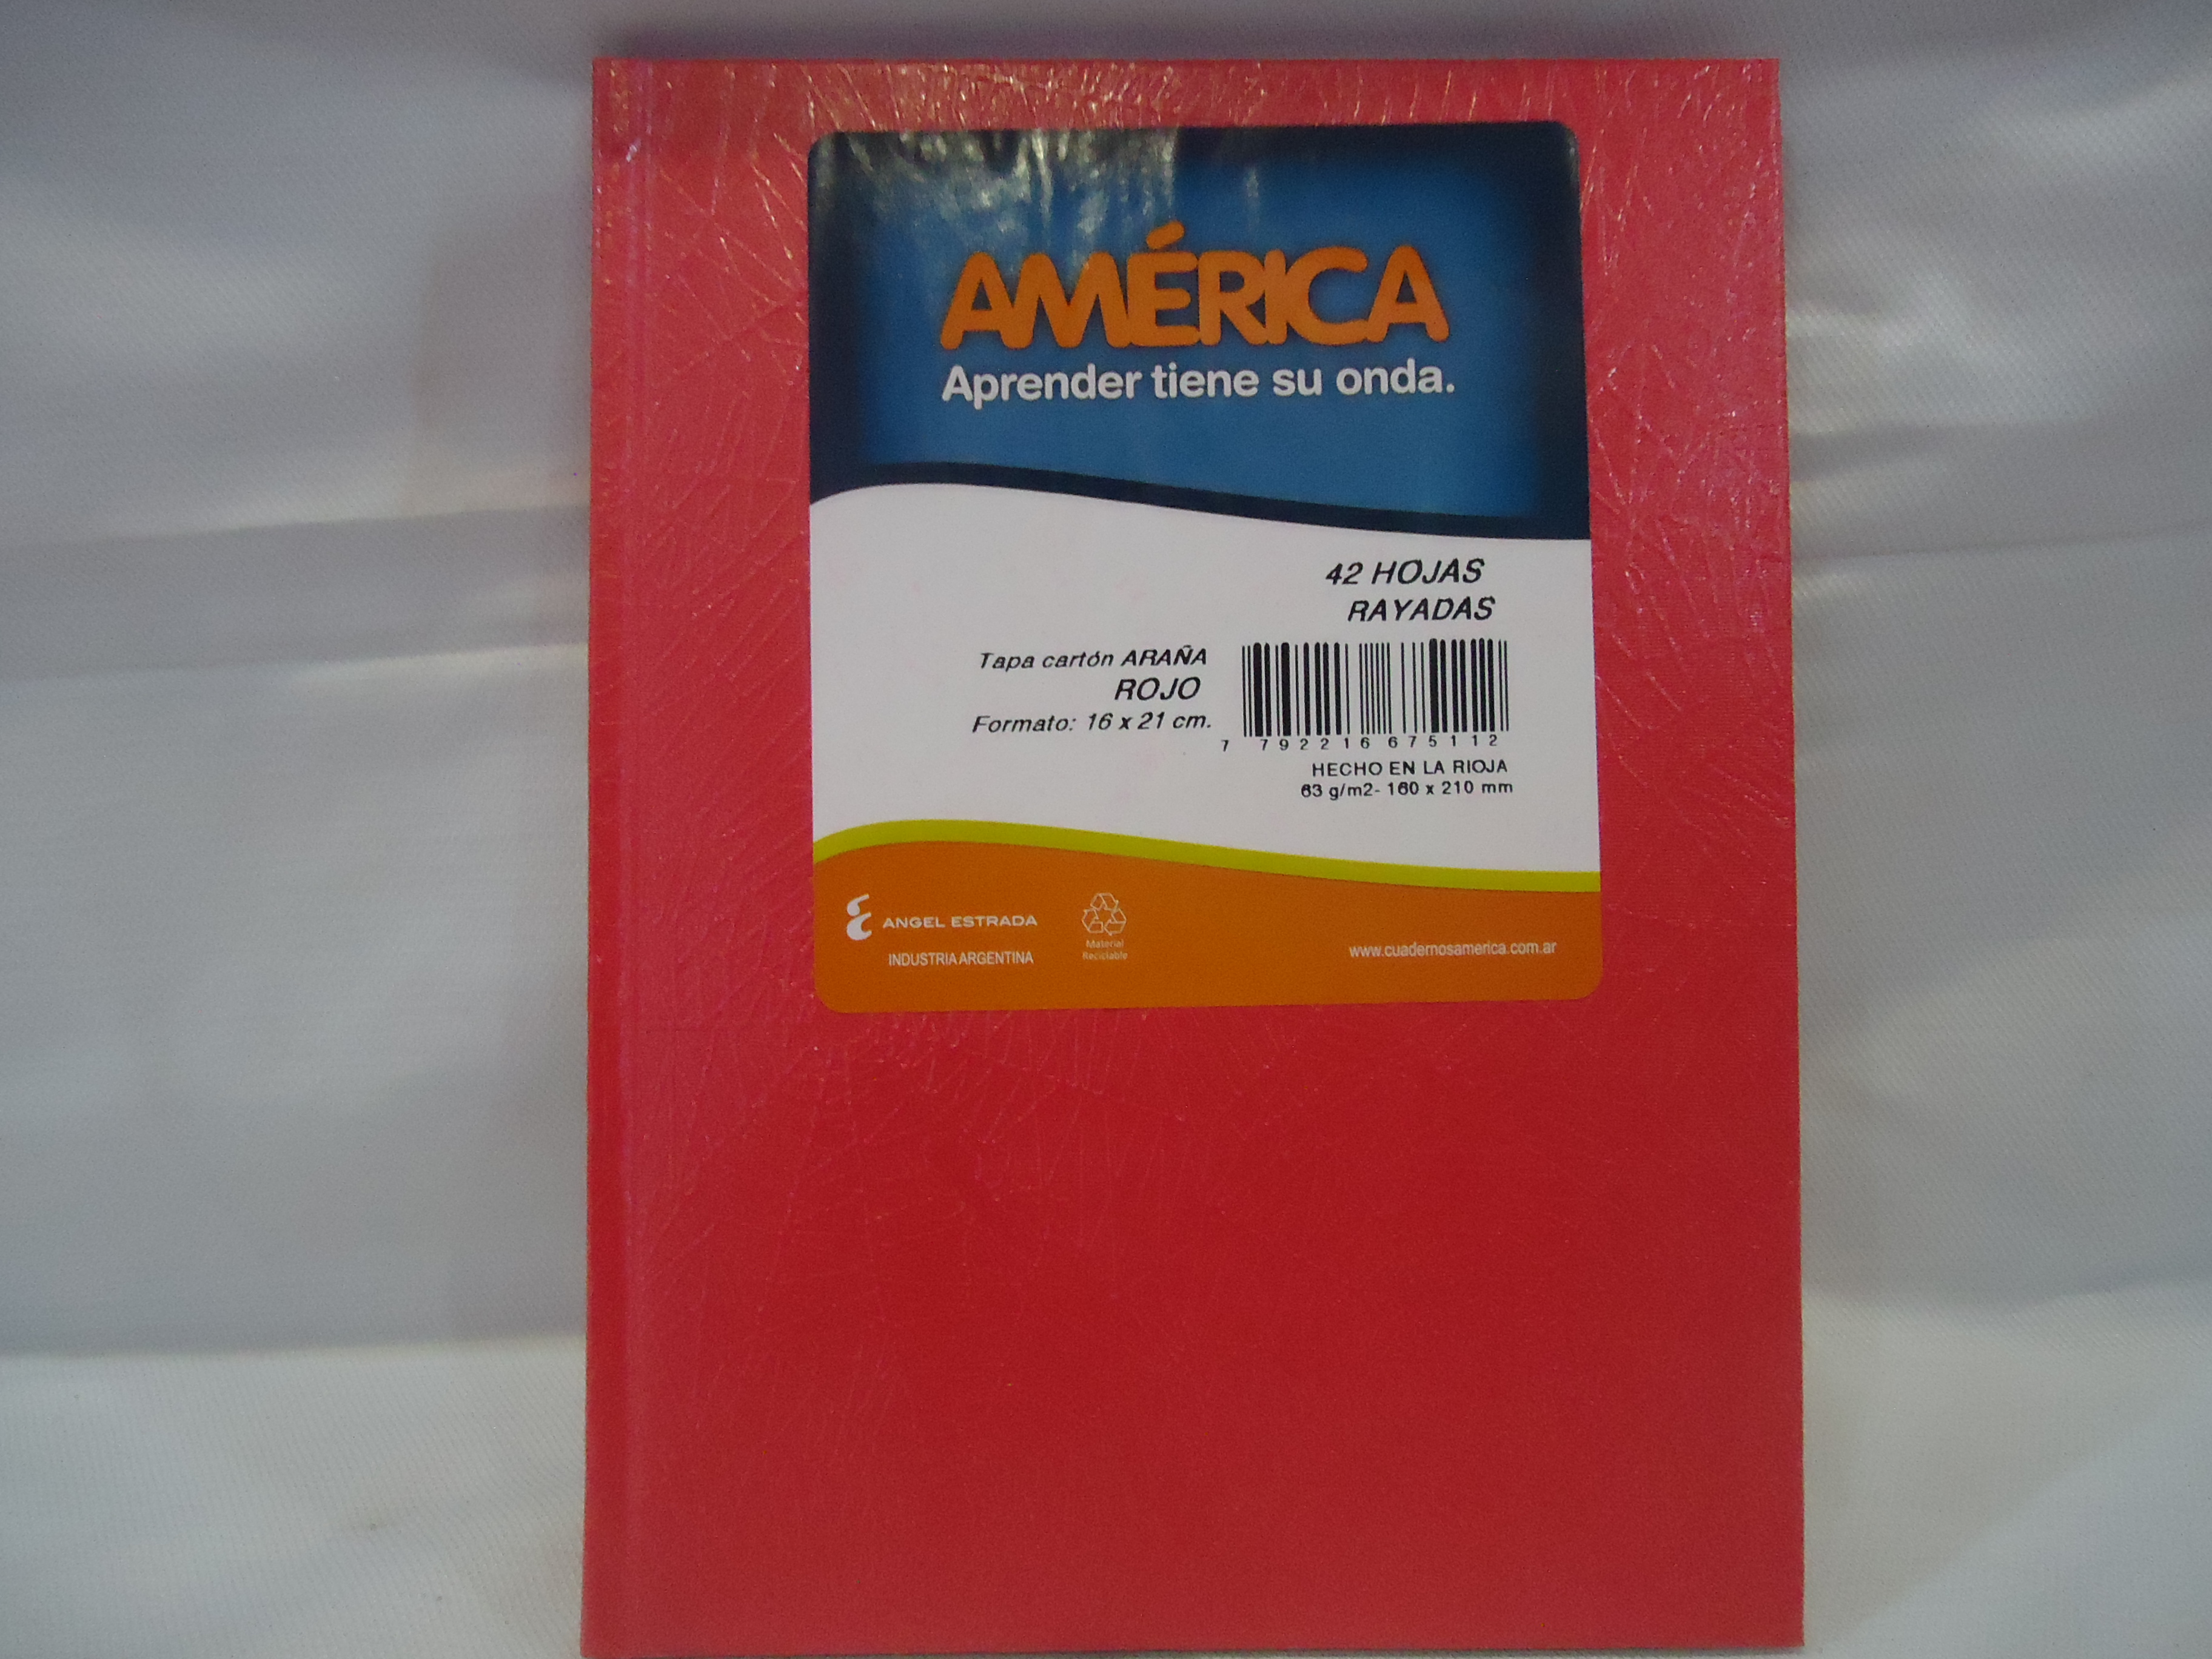 AMÉRICA
Aprender tiene su onda.
42 HOJAS
RAYADAS
Tapa cartón ARAÑA
ROJO
Formato: 16 x 21 cm.
7 792216 675112
HECHO EN LA RIOJA
63 g/m2- 160 x 210 mm
ANGEL ESTRADA
INDUSTRIA ARGENTINA
Material
Reciclable
www.cuadernosamerica.com.ar